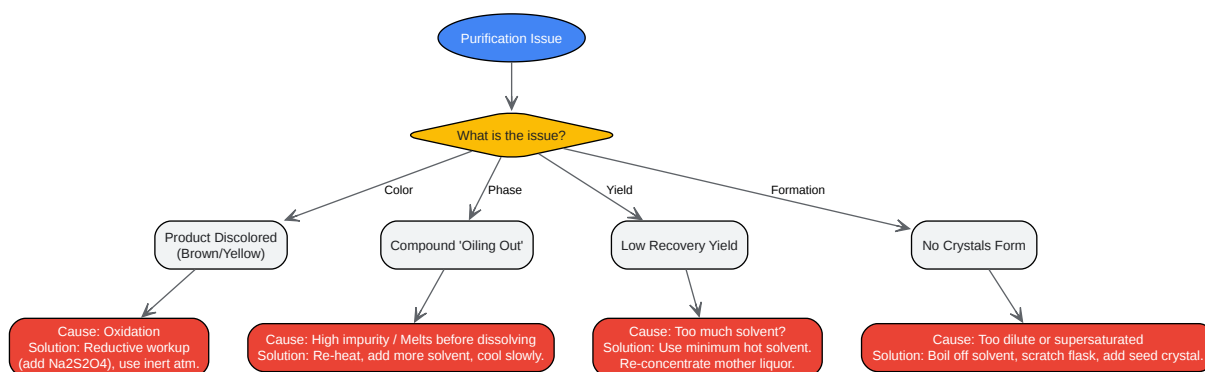 Purification Issue
What is the issue?
Color
Phase
Yield
Formation
Product Discolored
(Brown/Yellow)
Compound 'Oiling Out'
Low Recovery Yield
No Crystals Form
Cause: Oxidation
Solution: Reductive workup
(add Na2S2O4), use inert atm.
Cause: High impurity / Melts before dissolving
Solution: Re-heat, add more solvent, cool slowly.
Cause: Too much solvent?
Solution: Use minimum hot solvent.
Re-concentrate mother liquor.
Cause: Too dilute or supersaturated
Solution: Boil off solvent, scratch flask, add seed crystal.